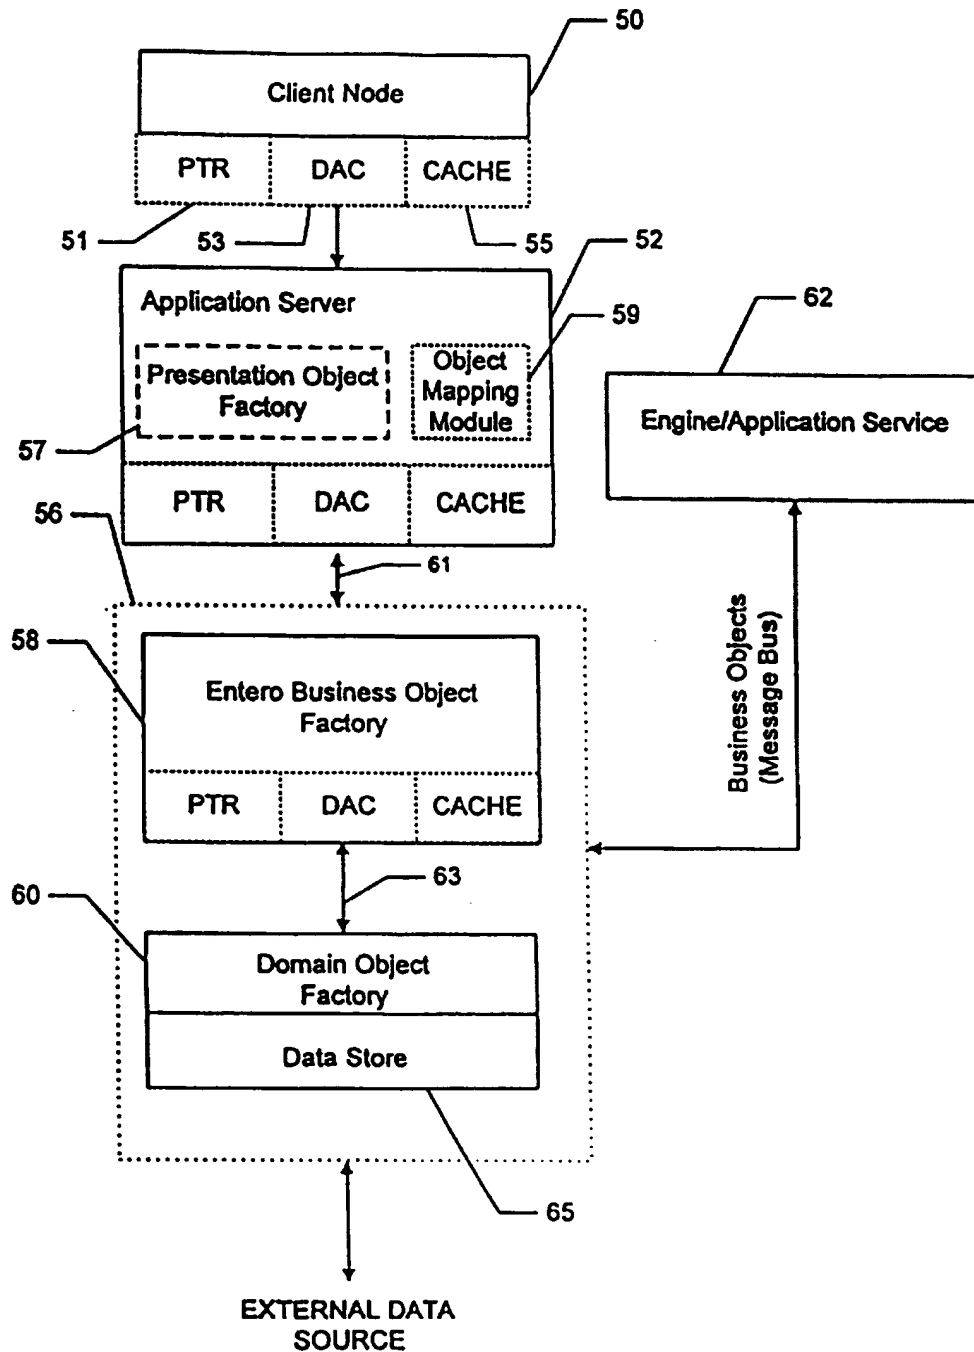 50
Client Node
PTR DAC CACHE
51 53 55 52
Application Server
59
62
Presentation Object
Factory
Object
Mapping
Module
57
Engine/Application Service
PTR DAC CACHE
56
61
58
Entero Business Object
Factory
Business Objects
(Message Bus)
PTR DAC CACHE
63
60
Domain Object
Factory
Data Store
65
EXTERNAL DATA
SOURCE